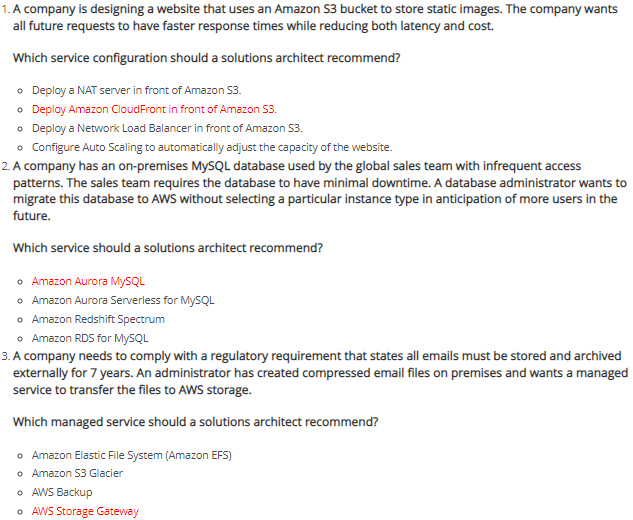 1. A company is designing a website that uses an Amazon S3 bucket to store static images. The company wants
all future requests to have faster response times while reducing both latency and cost.
Which service configuration should a solutions architect recommend?
Deploy a NAT server in front of Amazon S3.
Deploy Amazon CloudFront in front of Amazon S3.
Deploy a Network Load Balancer in front of Amazon S3.
Configure Auto Scaling to automatically adjust the capacity of the website.
2. A company has an on-premises MySQL database used by the global sales team with infrequent access
patterns. The sales team requires the database to have minimal downtime. A database administrator wants to
migrate this database to AWS without selecting a particular instance type in anticipation of more users in the
future.
Which service should a solutions architect recommend?
Amazon Aurora MySQL
Amazon Aurora Serverless for MySQL
Amazon Redshift Spectrum
Amazon RDS for MySQL
3. A company needs to comply with a regulatory requirement that states all emails must be stored and archived
externally for 7 years. An administrator has created compressed email files on premises and wants a managed
service to transfer the files to AWS storage.
Which managed service should a solutions architect recommend?
Amazon Elastic File System (Amazon EFS)
Amazon S3 Glacier
AWS Backup
AWS Storage Gateway